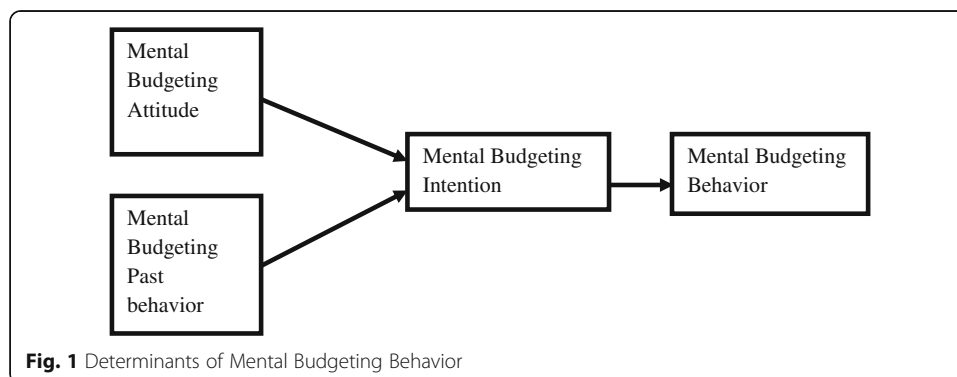 Mental
Budgeting
Attitude
Mental
Budgeting
Past
behavior
Mental Budgeting
Intention
Mental Budgeting
Behavior
Fig. 1 Determinants of Mental Budgeting Behavior